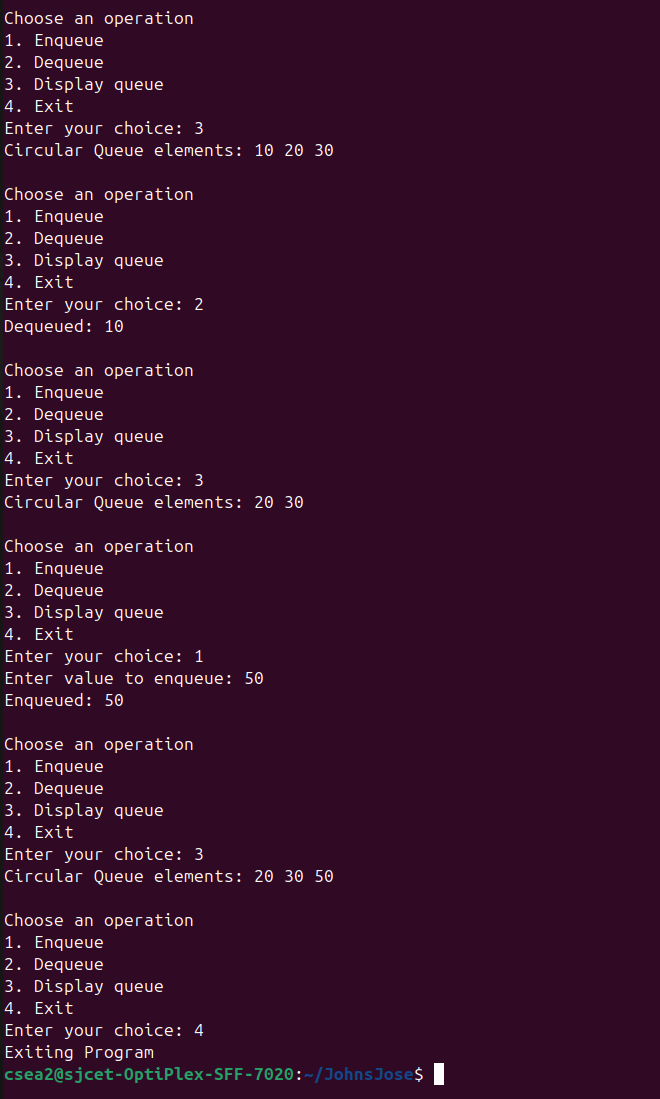 Choose an operation
1. Enqueue
2. Dequeue
3. Display queue
4. Exit
Enter your choice: 3
Circular Queue elements: 10 20 30
Choose an operation
1. Enqueue
2. Dequeue
3. Display queue
4. Exit
Enter your choice: 2
Dequeued: 10
Choose an operation
1. Enqueue
2. Dequeue
3. Display queue
4. Exit
Enter your choice: 3
Circular Queue elements: 20 30
Choose an operation
1. Enqueue
2. Dequeue
3. Display queue
4. Exit
Enter your choice: 1
Enter value to enqueue: 50
Enqueued: 50
Choose an operation
1. Enqueue
2. Dequeue
3. Display queue
4. Exit
Enter your choice: 3
Circular Queue elements: 20 30 50
Choose an operation
1. Enqueue
2. Dequeue
3. Display queue
4. Exit
Enter your choice: 4
Exiting Program
csea2@sjcet-OptiPlex-SFF-7020:~/JohnsJose$